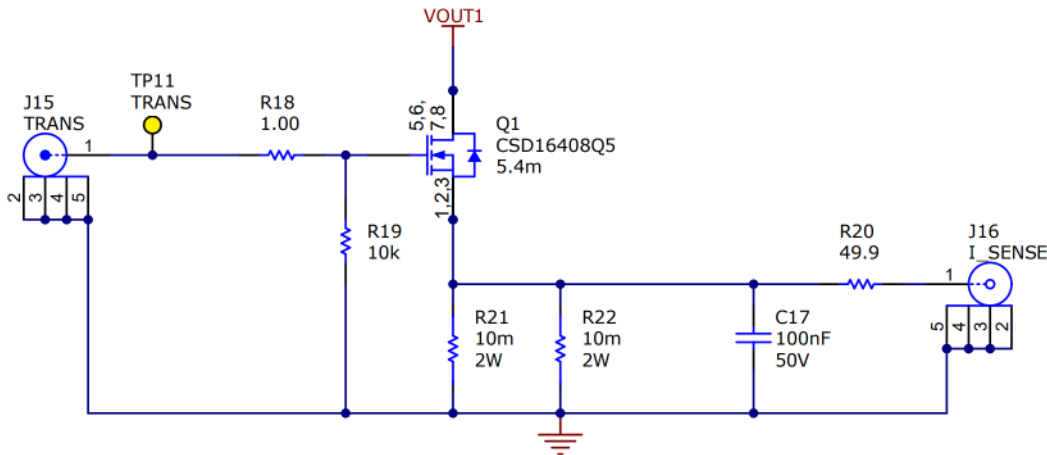 VOUT1
TP11
TRANS
J15
TRANS
1
2
3
4
5
R18
1.00
5,6,
7,8
1,2,3
Q1
CSD16408Q5
5.4m
R19
10k
R20
49.9
J16
I_SENSE
1
5
4
3
2
R21
10m
2W
R22
10m
2W
C17
100nF
50V